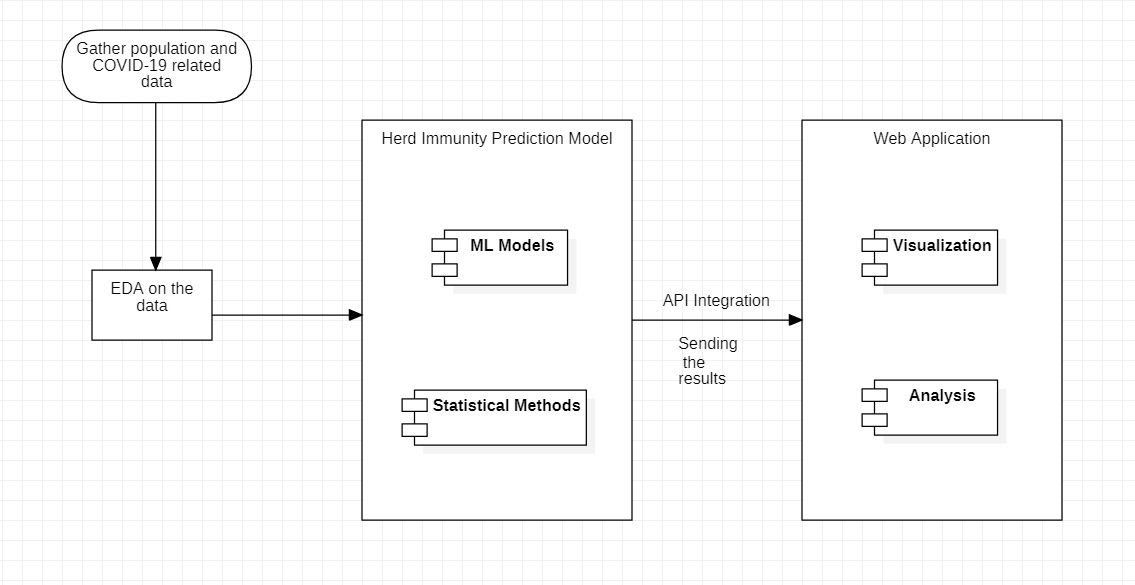 Gather population and
COVID-19 related
data
EDA on the
data
Herd Immunity Prediction Model
ML Models
Statistical Methods
API Integration
Sending
the
results
Web Application
Visualization
Analysis